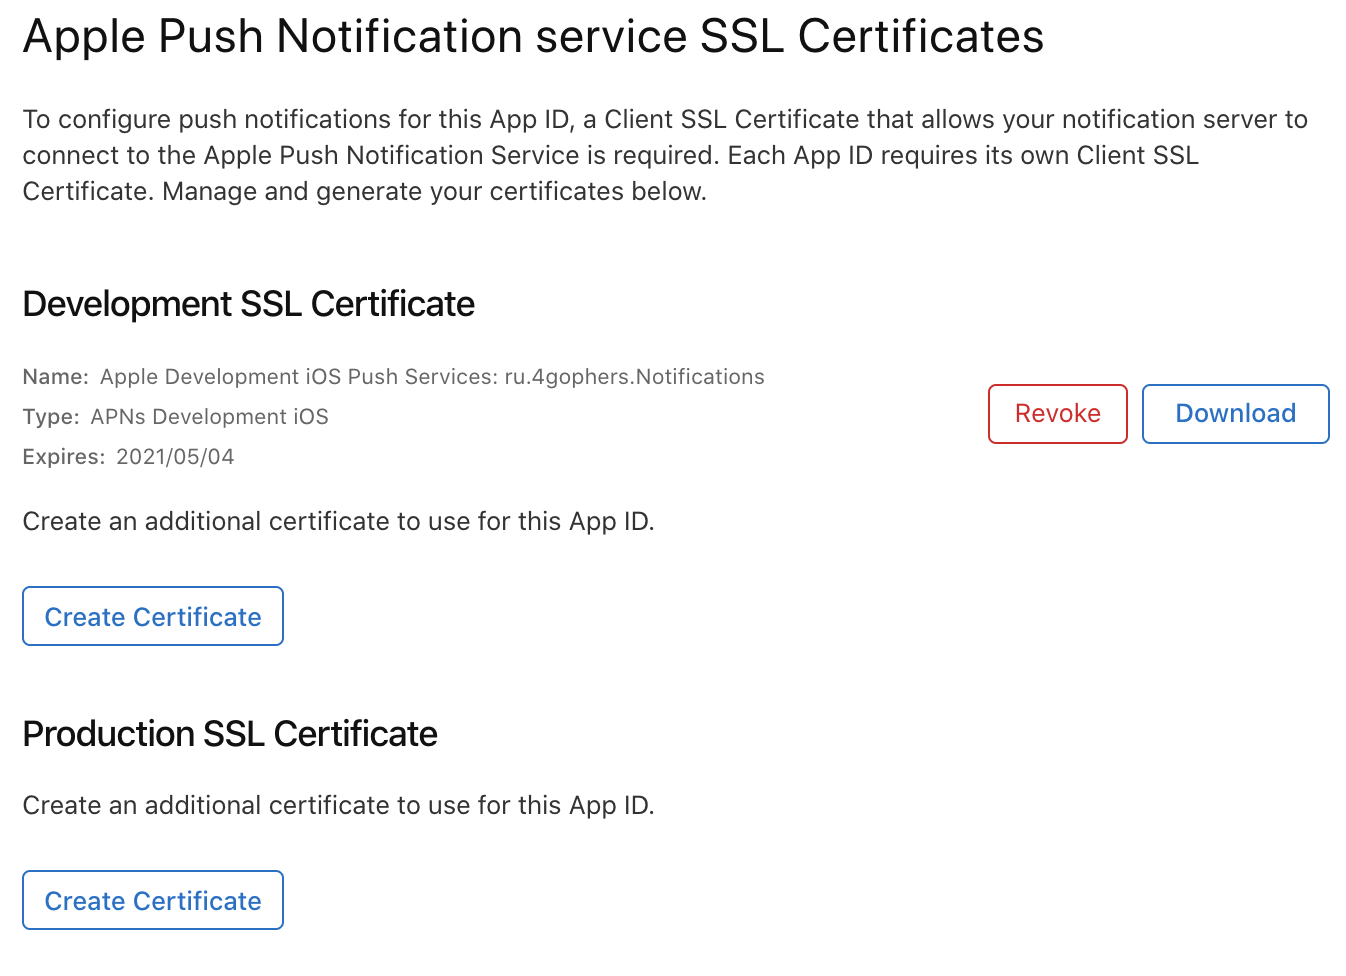 Apple Push Notification service SSL Certificates
To configure push notifications for this App ID, a Client SSL Certificate that allows your notification server to
connect to the Apple Push Notification Service is required. Each App ID requires its own Client SSL
Certificate. Manage and generate your certificates below.
Development SSL Certificate
Name: Apple Development iOS Push Services: ru.4gophers.Notifications
Type: APNs Development iOS
Expires: 2021/05/04
Revoke
Download
Create an additional certificate to use for this App ID.
Create Certificate
Production SSL Certificate
Create an additional certificate to use for this App ID.
Create Certificate